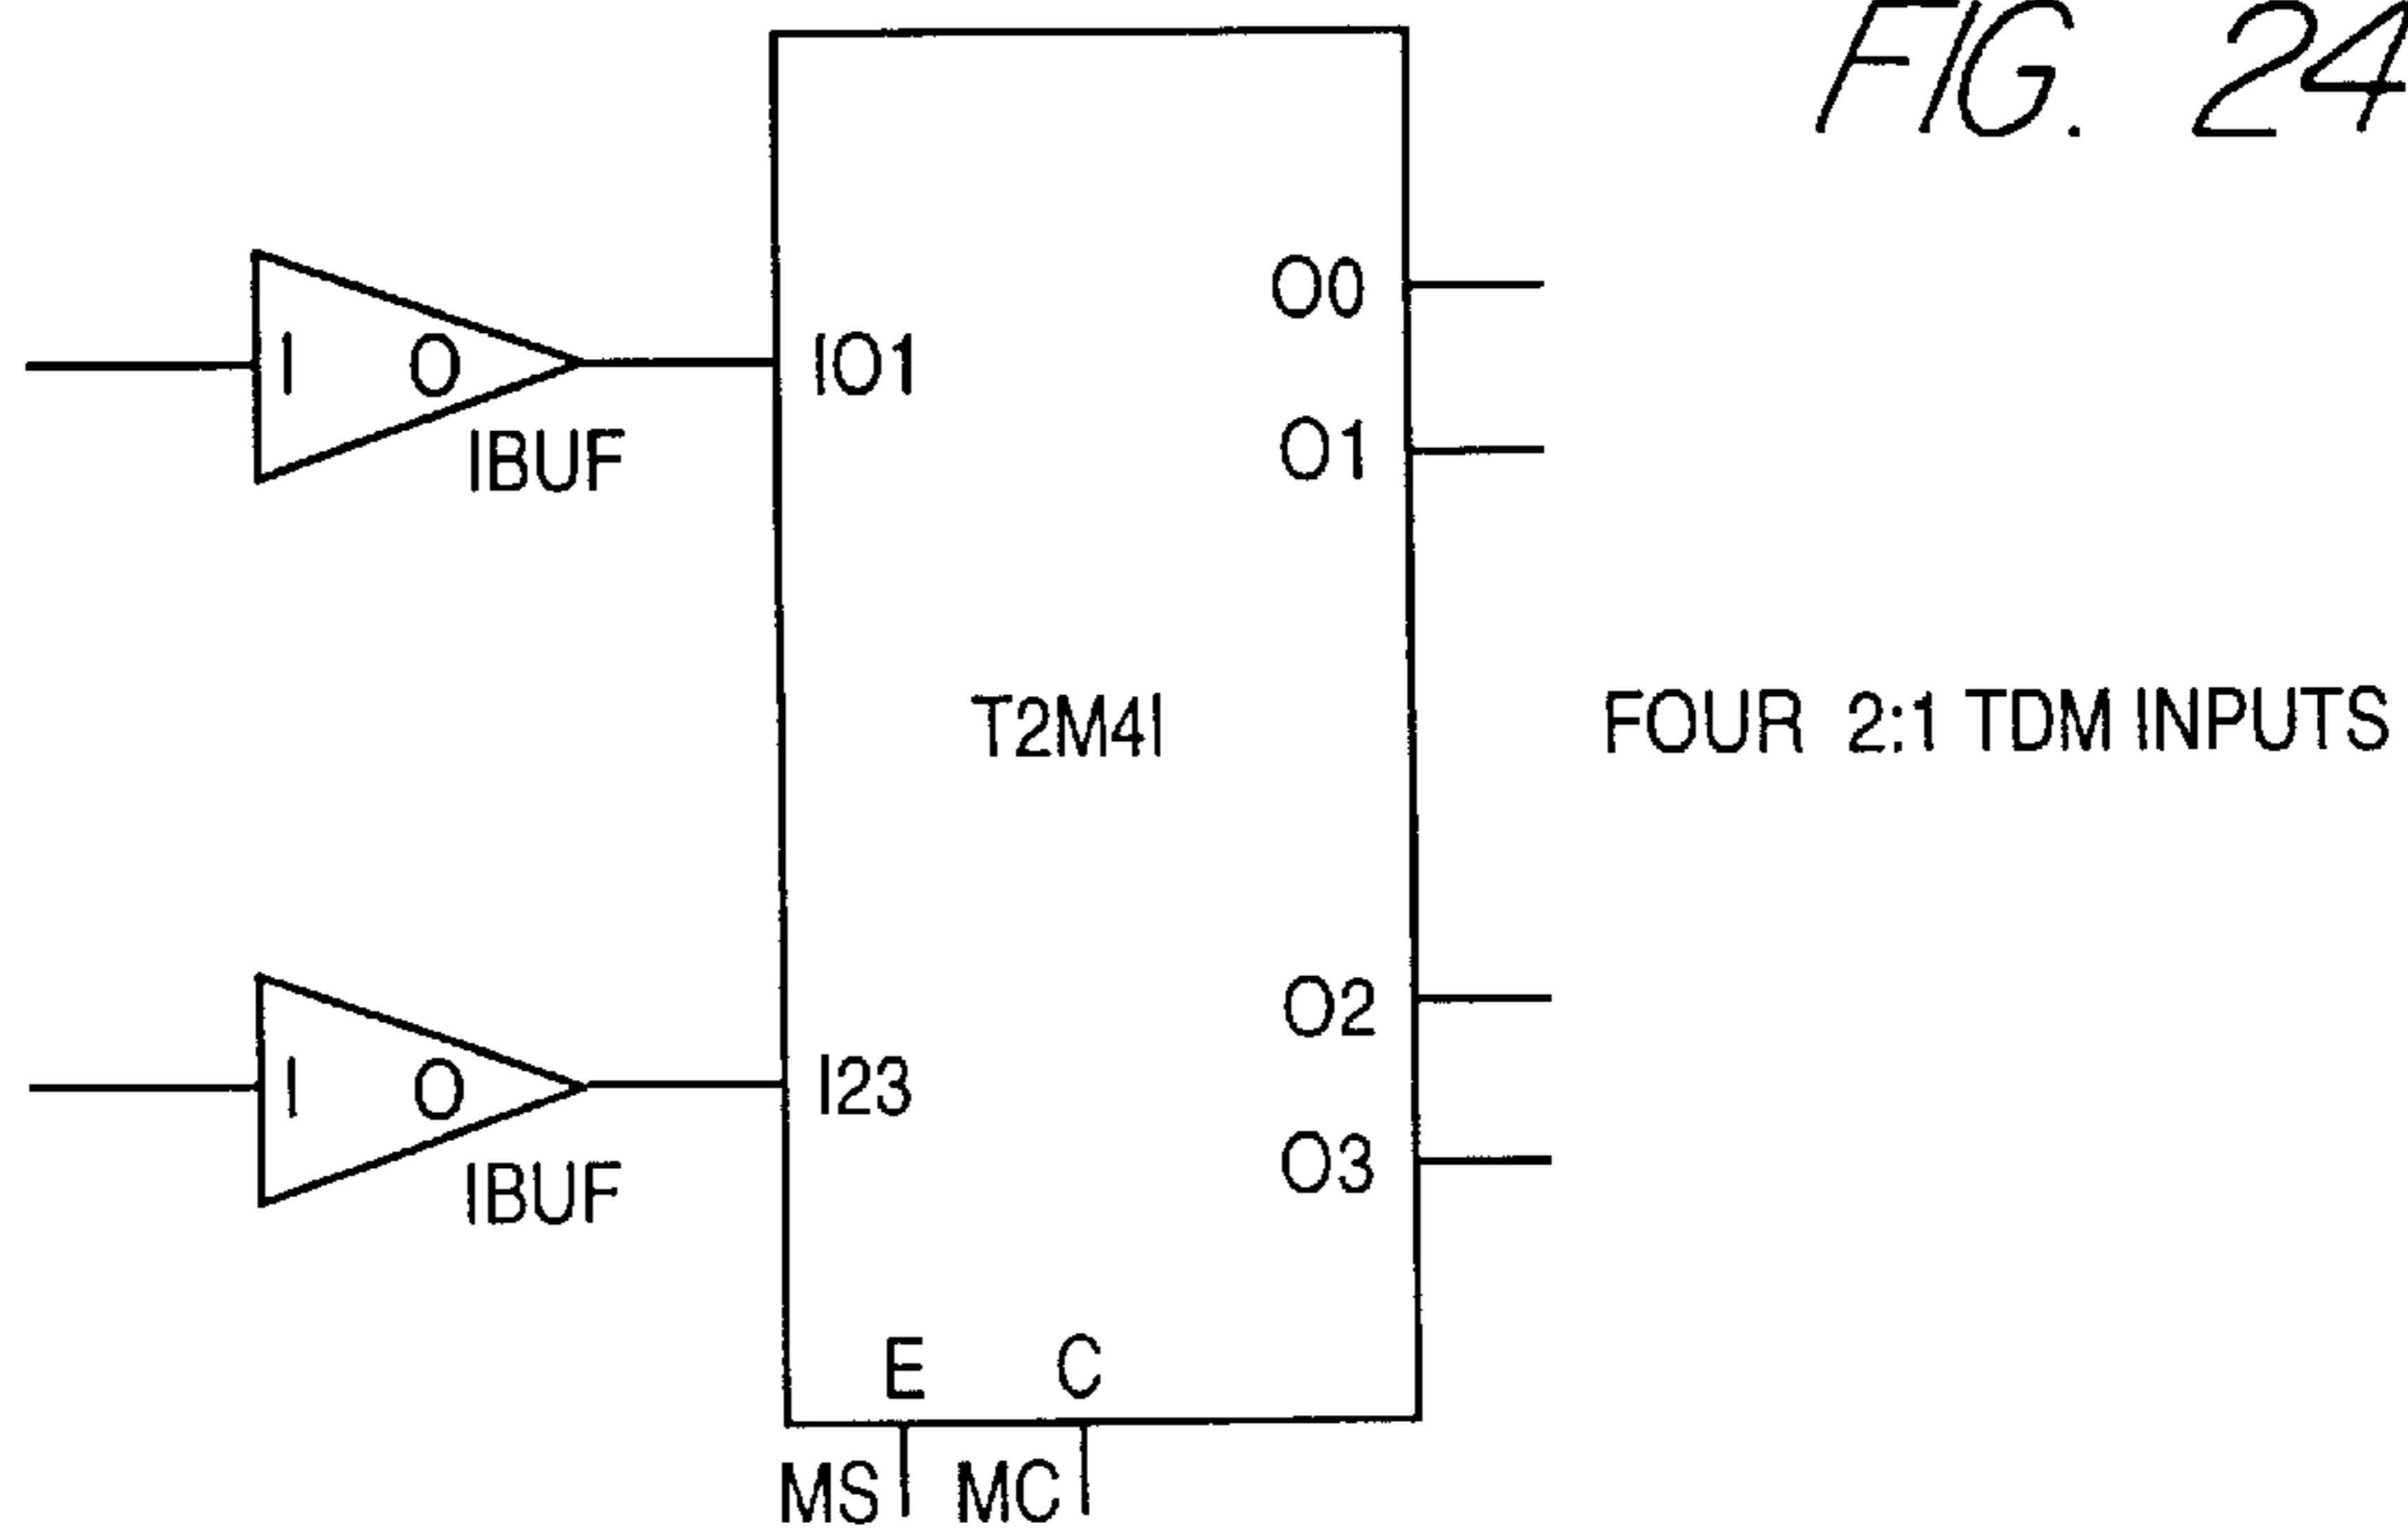 FIG. 24
O0
I O IO1
O1
IBUF
T2M4I
FOUR 2:1 TDM INPUTS
O2
I O I23
O3
IBUF
E C
MS MC